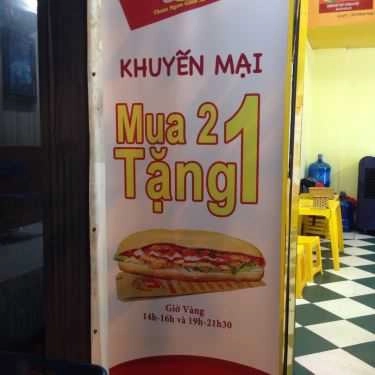 KHUYẾN MẠI
Mua 2
Tặng 1
Giờ Vàng
14h-16h và 19h-21h30